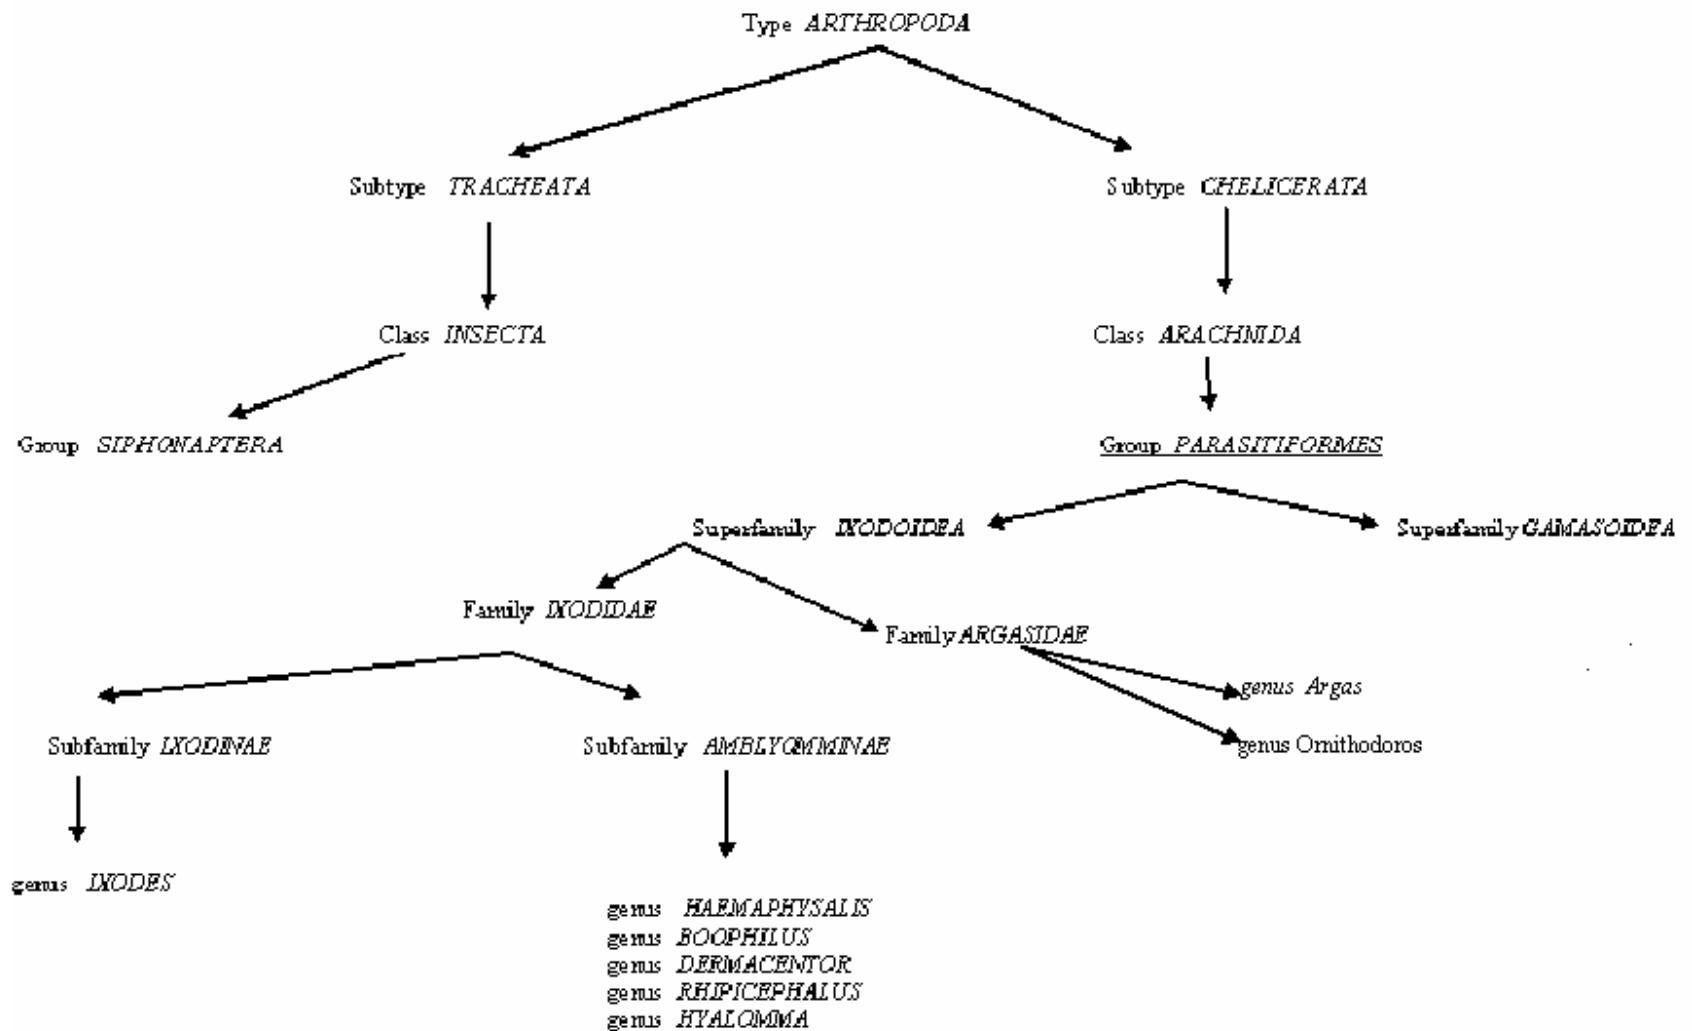 Type ARTHROPODA
Subtype TRACHEATA
Subtype CHELICERATA
Class INSECTA
Class ARACHNIDA
Group SIPHONAPTERA
Group PARASITIFORMES
Superfamily IXODOIDEA
Superfamily GAMASOIDEA
Family IXODIDAE
Family ARGASIDAE
genus Argas
Subfamily IXODINAE
Subfamily AMBLYOMMINAE
genus Ornithodoros
genus IXODES
genus HAEMAPHYSALIS
genus BOOPHILUS
genus DERMACENTOR
genus RHIPICEPHALUS
genus HYALOMMA